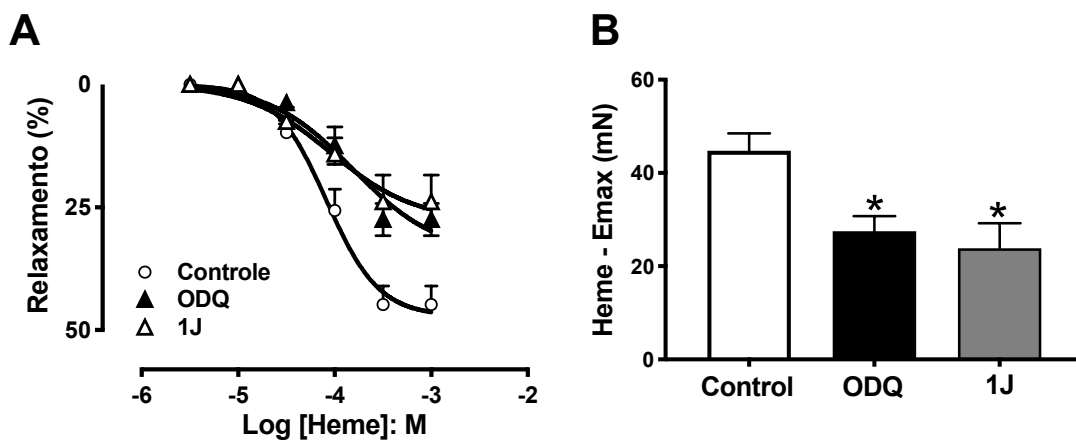 A
Relaxamento (%)
0
25
50
Controle
ODQ
1J
-6 -5 -4 -3 -2
Log [Heme]: M
B
Heme - Emax (mN)
60
40
20
0
* *
Control ODQ 1J